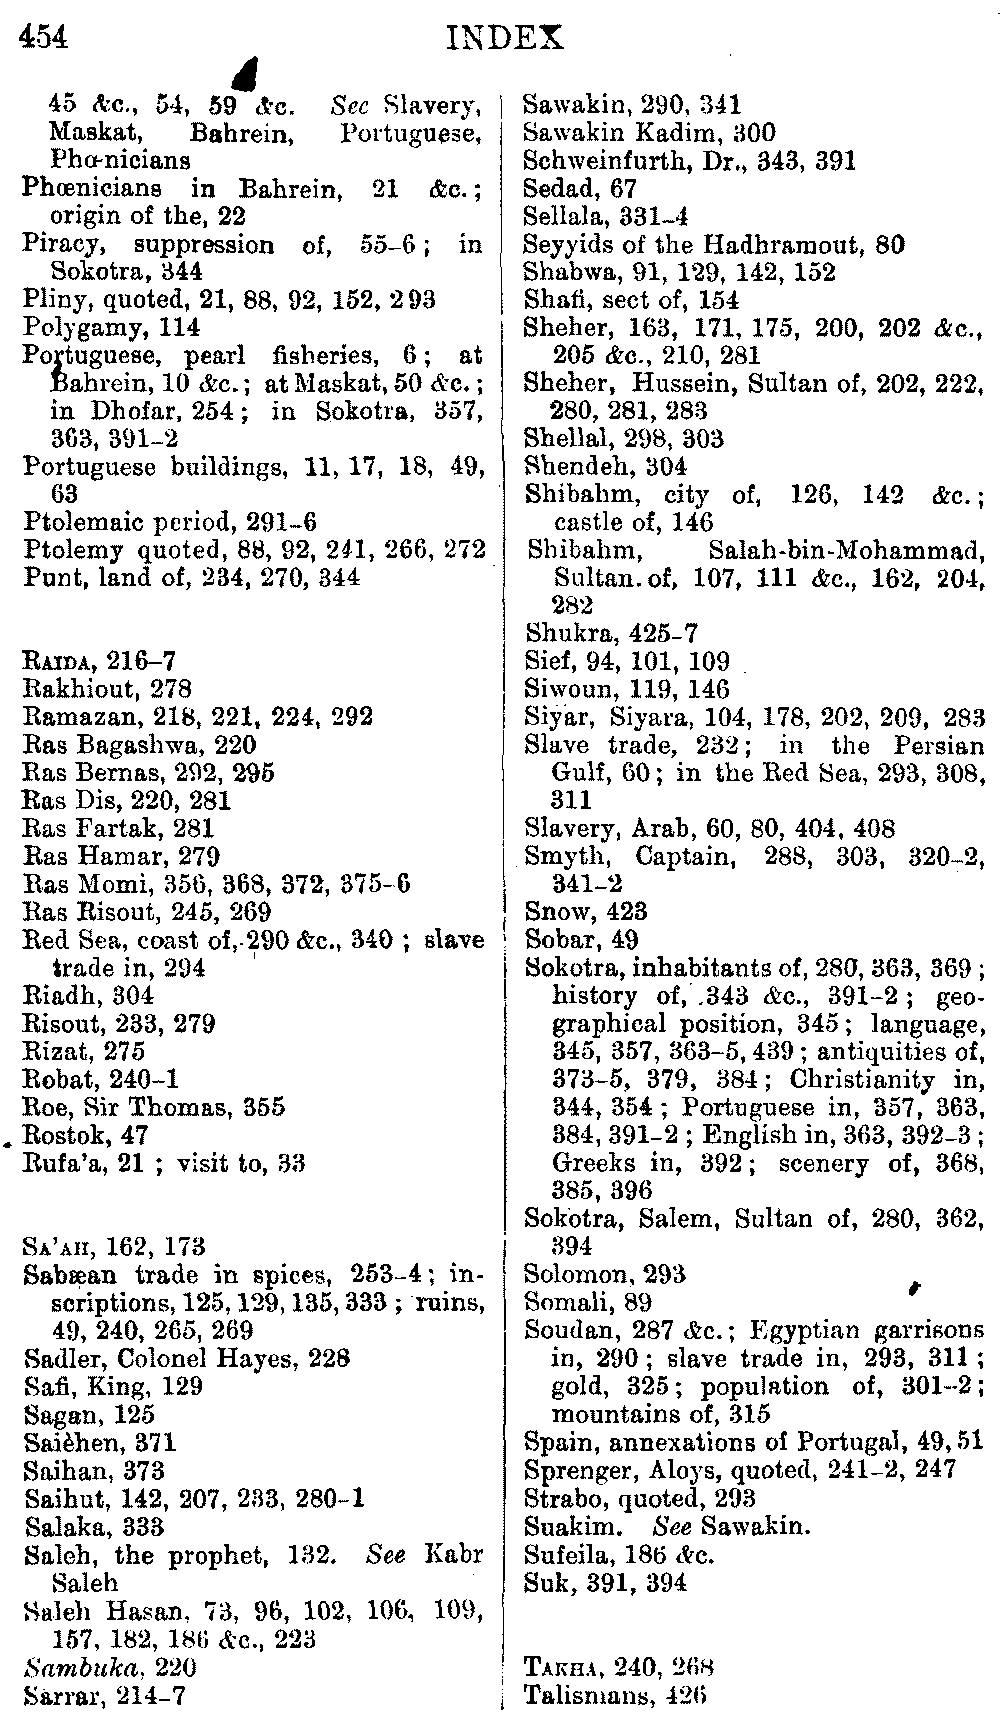 454 INDEX
45 &c., 54, 59 &c. See Slavery,
Maskat, Bahrein, Portuguese,
Phœnicians
Phœnicians in Bahrein, 21 &c.;
origin of the, 22
Piracy, suppression of, 55-6; in
Sokotra, 344
Pliny, quoted, 21, 88, 92, 152, 293
Polygamy, 114
Portuguese, pearl fisheries, 6; at
Bahrein, 10 &c.; at Maskat, 50 &c.;
in Dhofar, 254; in Sokotra, 357,
363, 391-2
Portuguese buildings, 11, 17, 18, 49,
63
Ptolemaic period, 291-6
Ptolemy quoted, 88, 92, 241, 266, 272
Punt, land of, 234, 270, 344
RAIDA, 216-7
Rakhiout, 278
Ramazan, 218, 221, 224, 292
Ras Bagashwa, 220
Ras Bernas, 292, 295
Ras Dis, 220, 281
Ras Fartak, 281
Ras Hamar, 279
Ras Momi, 356, 368, 372, 375-6
Ras Risout, 245, 269
Red Sea, coast of, 290 &c., 340; slave
trade in, 294
Riadh, 304
Risout, 233, 279
Rizat, 275
Robat, 240-1
Roe, Sir Thomas, 355
Rostok, 47
Rufa'a, 21; visit to, 33
SA'AH, 162, 173
Sabæan trade in spices, 253-4; in-
scriptions, 125, 129, 135, 333; ruins,
49, 240, 265, 269
Sadler, Colonel Hayes, 228
Safi, King, 129
Sagan, 125
Saièhen, 371
Saihan, 373
Saihut, 142, 207, 233, 280-1
Salaka, 333
Saleh, the prophet, 132. See Kabr
Saleh
Saleh Hasan, 73, 96, 102, 106, 109,
157, 182, 186 &c., 223
Sambuka, 220
Sarrar, 214-7
Sawakin, 290, 341
Sawakin Kadim, 300
Schweinfurth, Dr., 343, 391
Sedad, 67
Sellala, 331-4
Seyyids of the Hadhramout, 80
Shabwa, 91, 129, 142, 152
Shafi, sect of, 154
Sheher, 163, 171, 175, 200, 202 &c.,
205 &c., 210, 281
Sheher, Hussein, Sultan of, 202, 222,
280, 281, 283
Shellal, 298, 303
Shendeh, 304
Shibahm, city of, 126, 142 &c.;
castle of, 146
Shibahm, Salah-bin-Mohammad,
Sultan of, 107, 111 &c., 162, 204,
282
Shukra, 425-7
Sief, 94, 101, 109
Siwoun, 119, 146
Siyar, Siyara, 104, 178, 202, 209, 283
Slave trade, 232; in the Persian
Gulf, 60; in the Red Sea, 293, 308,
311
Slavery, Arab, 60, 80, 404, 408
Smyth, Captain, 288, 303, 320-2,
341-2
Snow, 423
Sobar, 49
Sokotra, inhabitants of, 280, 363, 369;
history of, 343 &c., 391-2; geo-
graphical position, 345; language,
345, 357, 363-5, 439; antiquities of,
373-5, 379, 384; Christianity in,
344, 354; Portuguese in, 357, 363,
384, 391-2; English in, 363, 392-3;
Greeks in, 392; scenery of, 368,
385, 396
Sokotra, Salem, Sultan of, 280, 362,
394
Solomon, 293
Somali, 89
Soudan, 287 &c.; Egyptian garrisons
in, 290; slave trade in, 293, 311;
gold, 325; population of, 301-2;
mountains of, 315
Spain, annexations of Portugal, 49, 51
Sprenger, Aloys, quoted, 241-2, 247
Strabo, quoted, 293
Suakim. See Sawakin.
Sufeila, 186 &c.
Suk, 391, 394
TAKHA, 240, 268
Talismans, 426